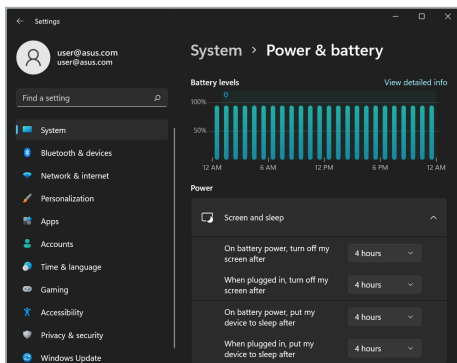 Settings
user@asus.com
user@asus.com
Find a setting
System
Bluetooth & devices
Network & internet
Personalization
Apps
Accounts
Time & language
Gaming
Accessibility
Privacy & security
Windows Update
System > Power & battery
Battery levels
View detailed info
100%
50%
12 AM 6 AM 12 PM 6 PM 12 AM
Power
Screen and sleep
On battery power, turn off my
screen after
4 hours
When plugged in, turn off my
screen after
4 hours
On battery power, put my
device to sleep after
4 hours
When plugged in, put my
device to sleep after
4 hours